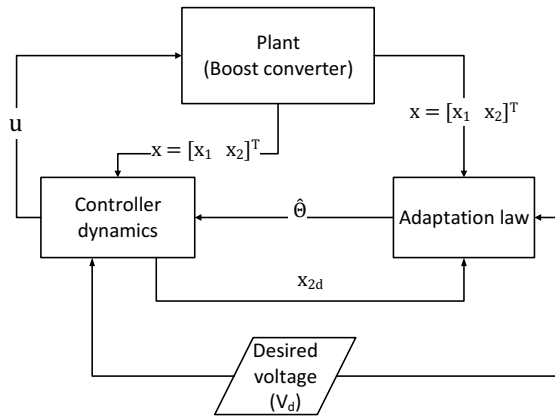 Plant
(Boost converter)
u
x = [x₁ x₂]ᵀ
x = [x₁ x₂]ᵀ
Controller
dynamics
Θ̂
Adaptation law
x₂d
Desired
voltage
(Vd)